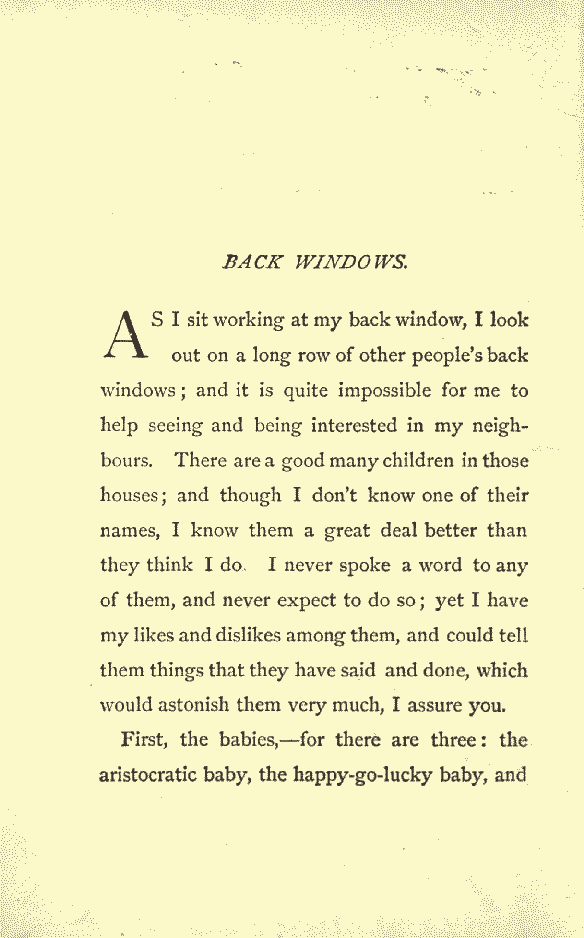 BACK WINDOWS.
AS I sit working at my back window, I look
out on a long row of other people's back
windows; and it is quite impossible for me to
help seeing and being interested in my neigh-
bours. There are a good many children in those
houses; and though I don't know one of their
names, I know them a great deal better than
they think I do. I never spoke a word to any
of them, and never expect to do so; yet I have
my likes and dislikes among them, and could tell
them things that they have said and done, which
would astonish them very much, I assure you.
First, the babies,—for there are three: the
aristocratic baby, the happy-go-lucky baby, and